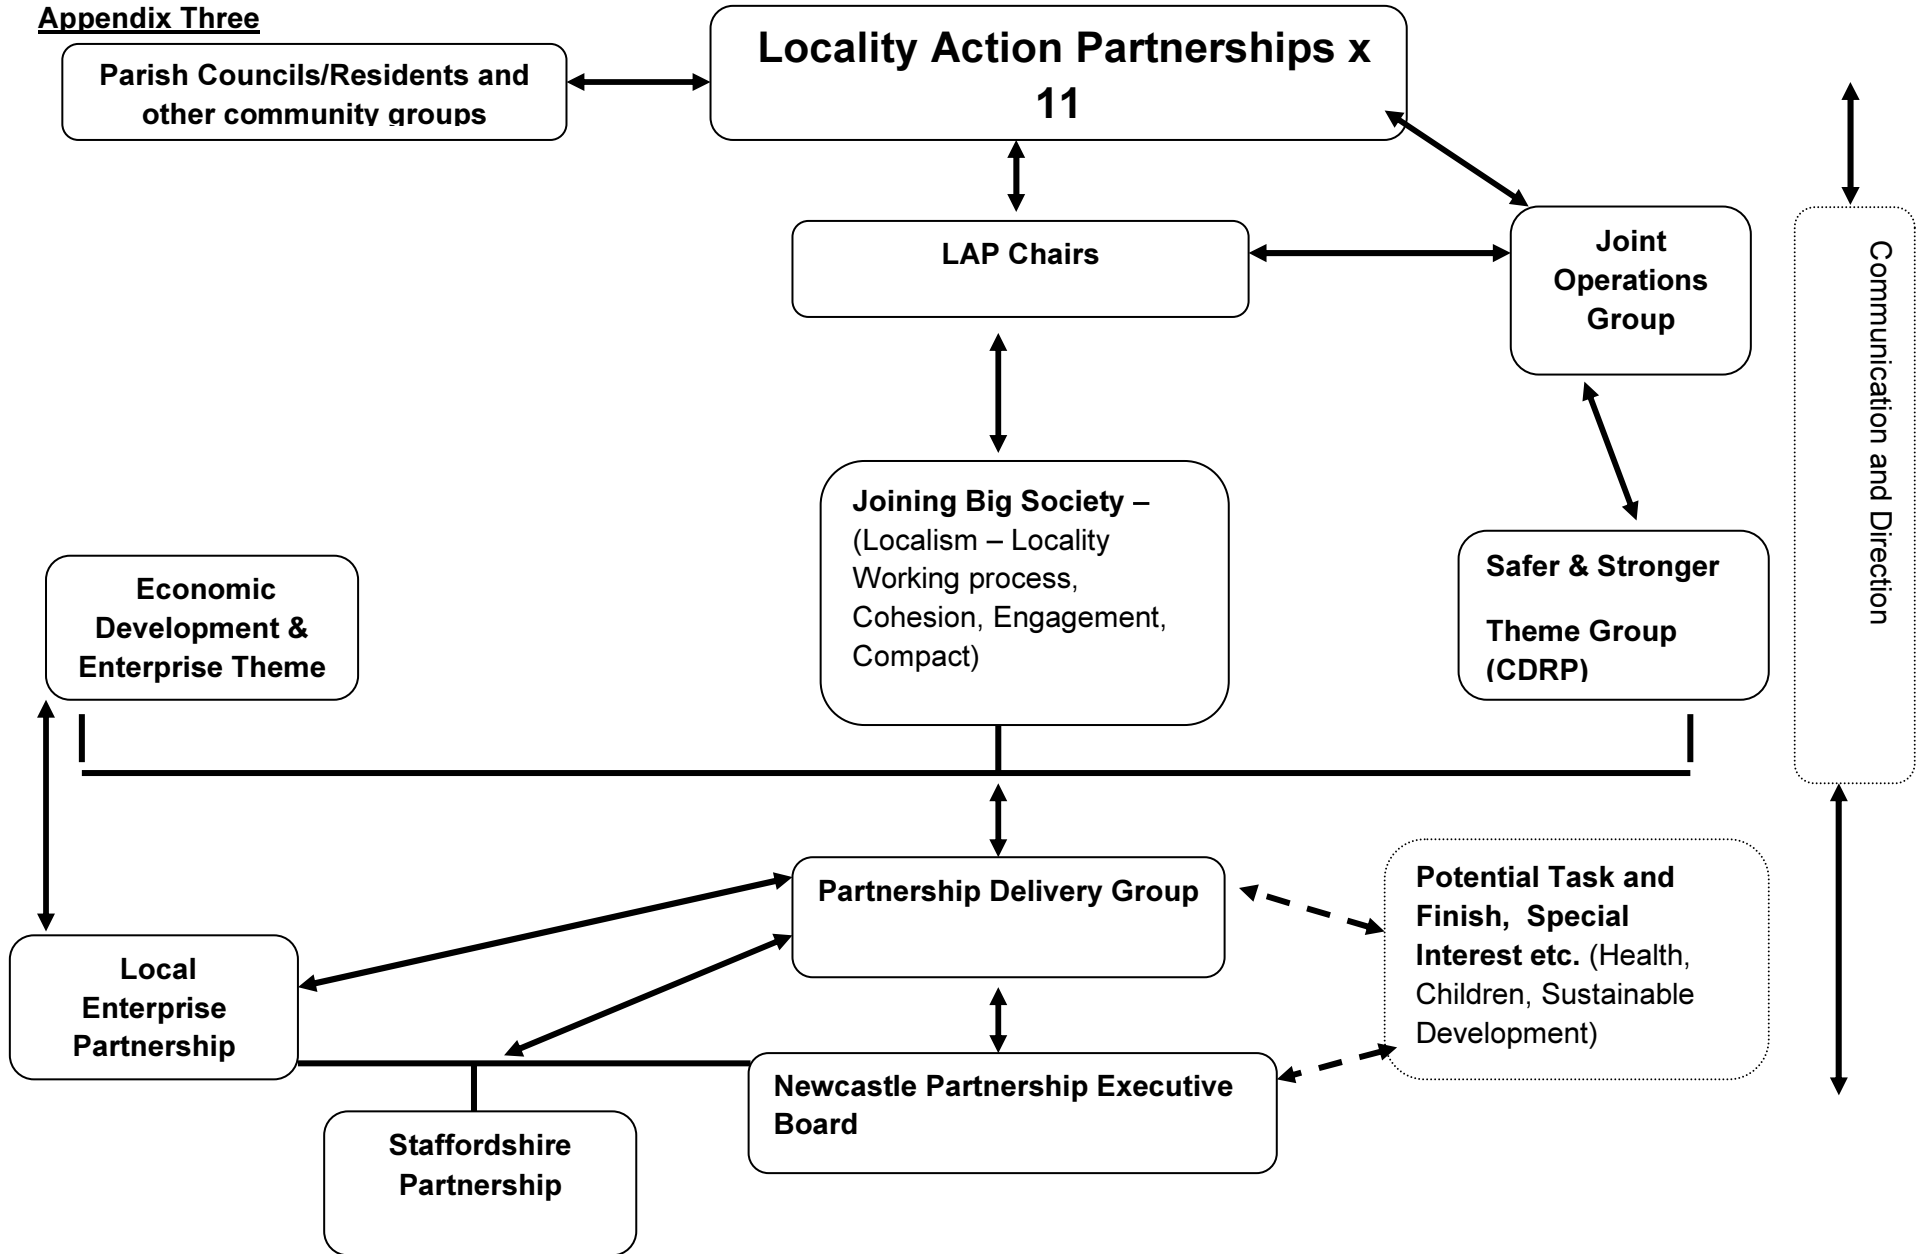 Appendix Three
Locality Action Partnerships x
11
Parish Councils/Residents and
other community groups
LAP Chairs
Joint
Operations
Group
Communication and Direction
Joining Big Society –
(Localism – Locality
Working process,
Cohesion, Engagement,
Compact)
Economic
Development &
Enterprise Theme
Safer & Stronger
Theme Group
(CDRP)
Partnership Delivery Group
Potential Task and
Finish,  Special
Interest etc. (Health,
Children, Sustainable
Development)
Local
Enterprise
Partnership
Newcastle Partnership Executive
Board
Staffordshire
Partnership